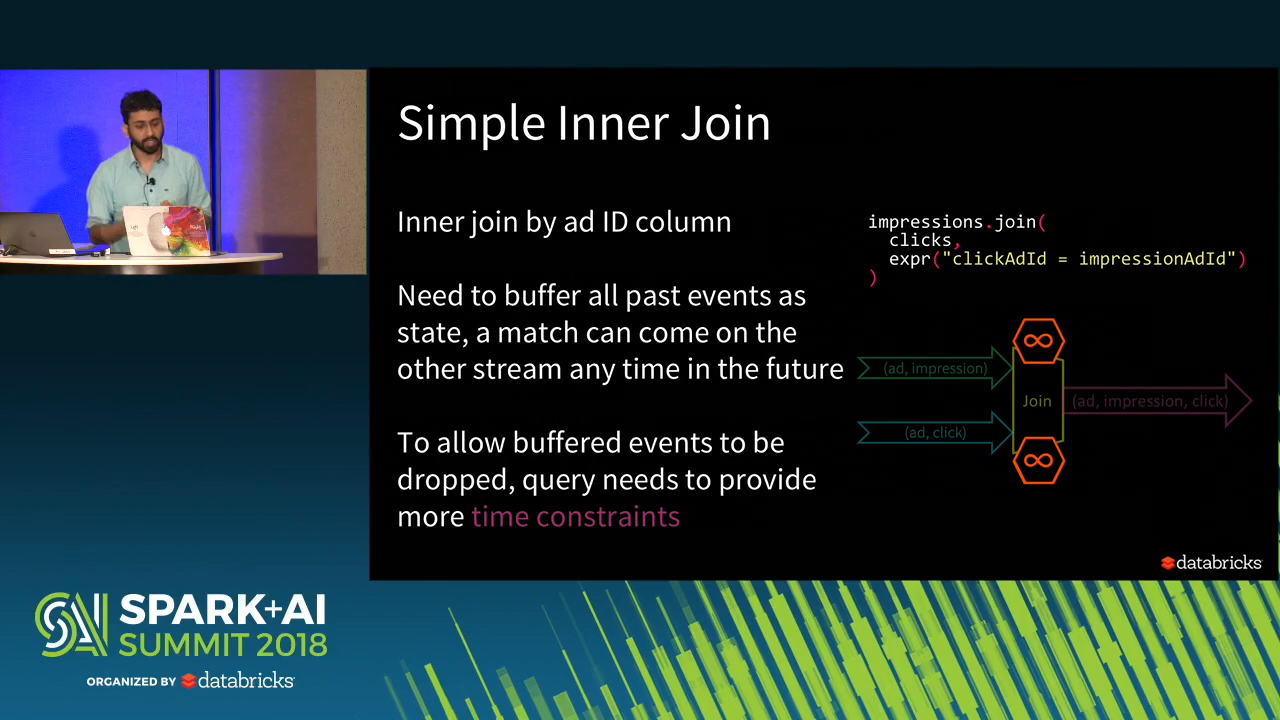 Simple Inner Join
Inner join by ad ID column
Need to buffer all past events as
state, a match can come on the
other stream any time in the future
To allow buffered events to be
dropped, query needs to provide
more time constraints
impressions.join(
clicks,
expr("clickAdId = impressionAdId")
)
∞
(ad, impression)
Join
(ad, impression, click)
(ad, click)
∞
databricks
SPARK+AI
SUMMIT 2018
ORGANIZED BY databricks